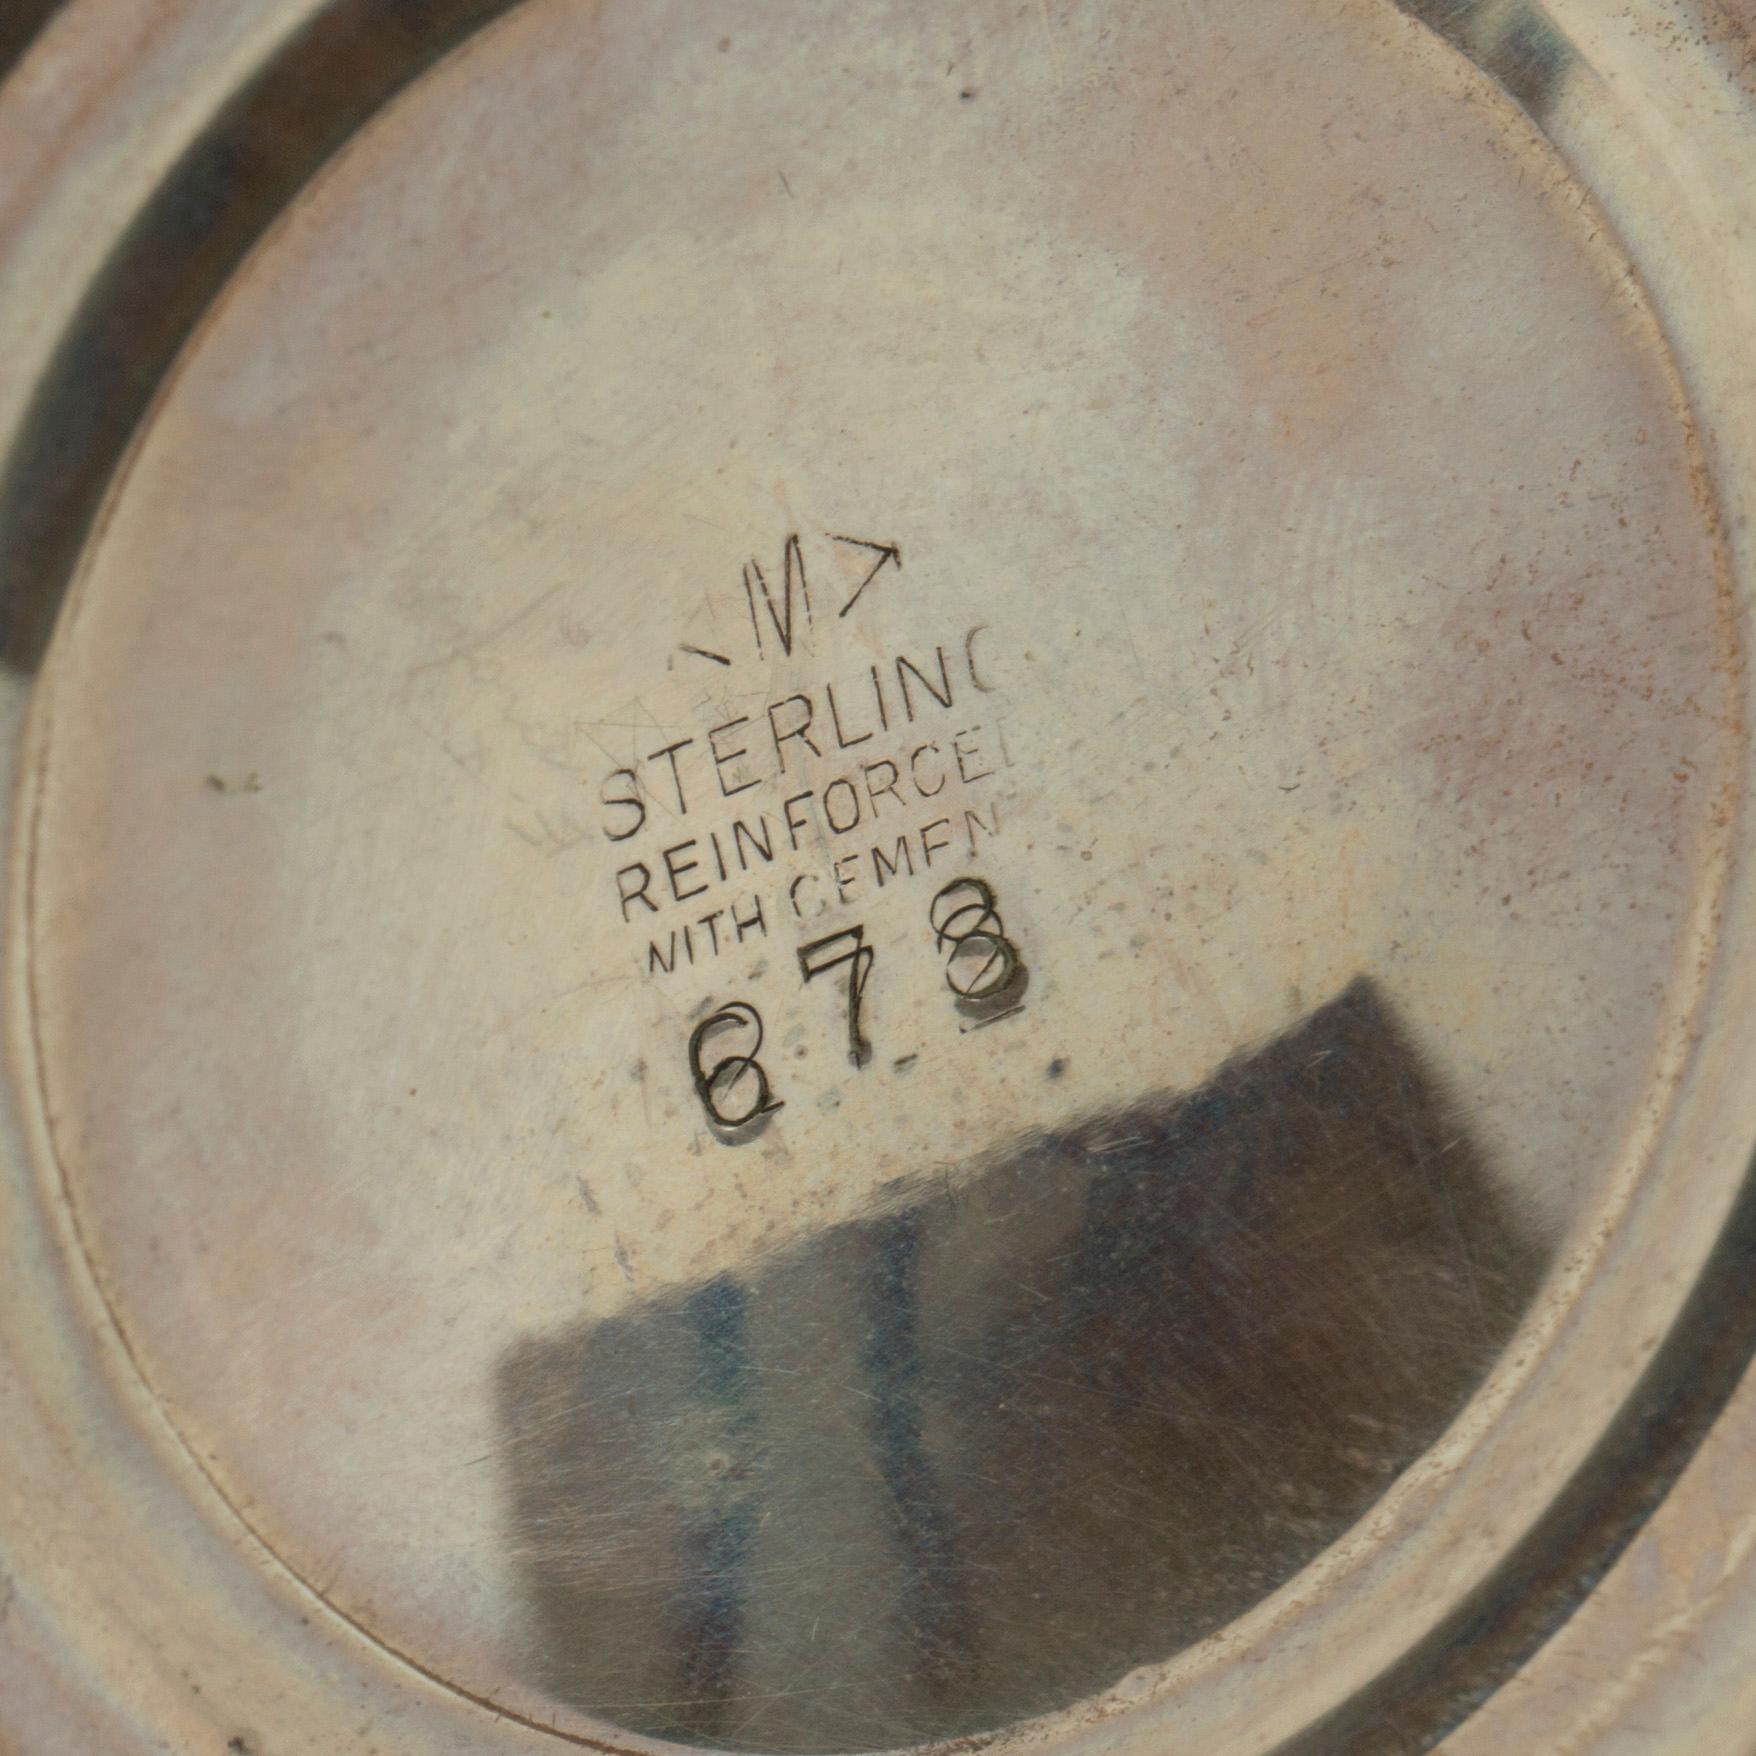 <M>
STERLING
REINFORCED
WITH CEMENT
678